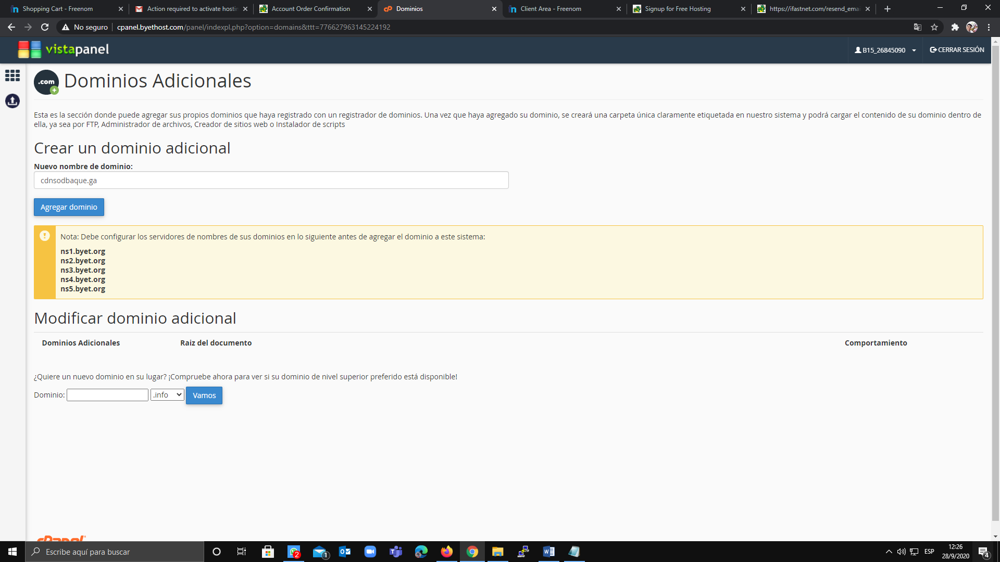 Shopping Cart - Freenom
Action required to activate hostin
Account Order Confirmation
Dominios
Client Area - Freenom
Signup for Free Hosting
https://ifastnet.com/resend_ema
No seguro
cpanel.byethost.com/panel/indexpl.php?option=domains&ttt=776627963145224192
vistapanel
B15_26845090
CERRAR SESIÓN
.com
Dominios Adicionales
Esta es la sección donde puede agregar sus propios dominios que haya registrado con un registrador de dominios. Una vez que haya agregado su dominio, se creará una carpeta única claramente etiquetada en nuestro sistema y podrá cargar el contenido de su dominio dentro de
ella, ya sea por FTP, Administrador de archivos, Creador de sitios web o Instalador de scripts
Crear un dominio adicional
Nuevo nombre de dominio:
cdnsodbaque.ga
Agregar dominio
Nota: Debe configurar los servidores de nombres de sus dominios en lo siguiente antes de agregar el dominio a este sistema:
ns1.byet.org
ns2.byet.org
ns3.byet.org
ns4.byet.org
ns5.byet.org
Modificar dominio adicional
Dominios Adicionales
Raiz del documento
Comportamiento
¿Quiere un nuevo dominio en su lugar? ¡Compruebe ahora para ver si su dominio de nivel superior preferido está disponible!
Dominio:
.info
Vamos
cPanel
Escribe aquí para buscar
2
1
ESP
12:26
28/9/2020
4